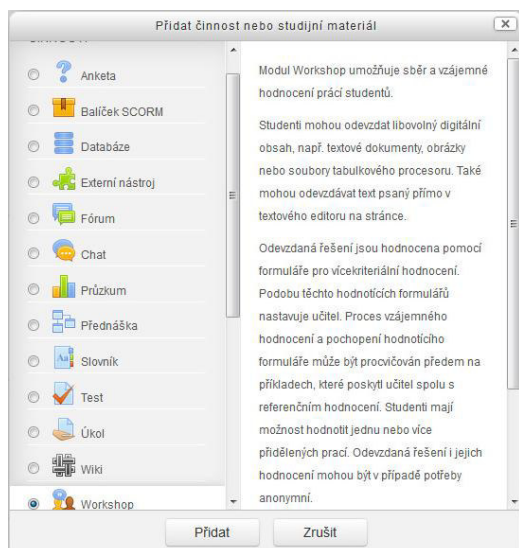 Přidat činnost nebo studijní materiál
Anketa
Balíček SCORM
Databáze
Externí nástroj
Fórum
Chat
Průzkum
Přednáška
Slovník
Test
Úkol
Wiki
Workshop
Modul Workshop umožňuje sběr a vzájemné
hodnocení prácí studentů.
Studenti mohou odevzdat libovolný digitální
obsah, např. textové dokumenty, obrázky
nebo soubory tabulkového procesoru. Také
mohou odevzdávat text psaný přímo v
textového editoru na stránce.
Odevzdaná řešení jsou hodnocena pomocí
formuláře pro vícekriteriální hodnocení.
Podobu těchto hodnotících formulářů
nastavuje učitel. Proces vzájemného
hodnocení a pochopení hodnotícího
formuláře může být procvičován předem na
příkladech, které poskytl učitel spolu s
referenčním hodnocení. Studenti mají
možnost hodnotit jednu nebo více
přidělených prací. Odevzdaná řešení i jejich
hodnocení mohou být v případě potřeby
anonymní.
Přidat
Zrušit